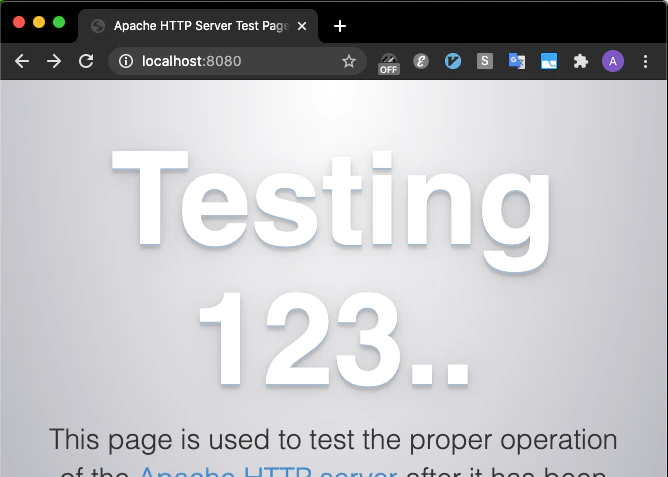 Apache HTTP Server Test Page
localhost:8080
OFF
S
G
A
Testing
123..
This page is used to test the proper operation
of the Apache HTTP server after it has been